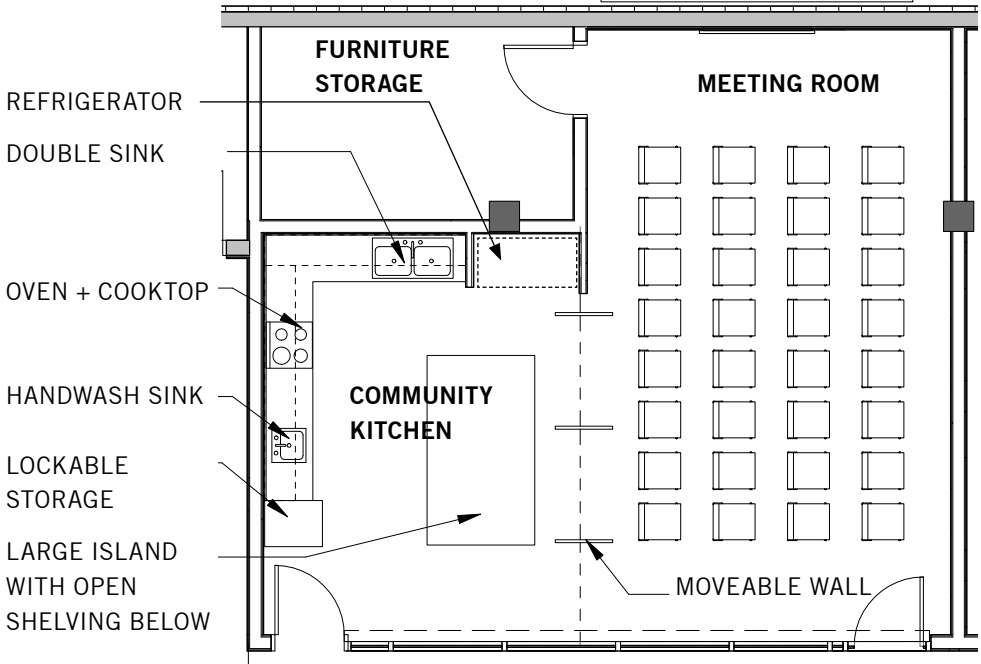 FURNITURE
STORAGE
MEETING ROOM
REFRIGERATOR
DOUBLE SINK
OVEN + COOKTOP
HANDWASH SINK
COMMUNITY
KITCHEN
LOCKABLE
STORAGE
LARGE ISLAND
WITH OPEN
SHELVING BELOW
MOVEABLE WALL